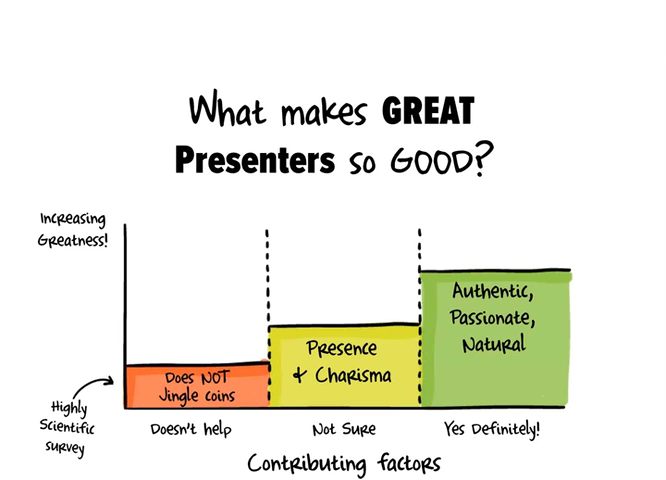 What makes GREAT
Presenters so GOOD?
Increasing
Greatness!
Authentic,
Passionate,
Natural
Presence
& Charisma
Does NOT
Jingle coins
Highly
Scientific
survey
Doesn't help
Not Sure
Yes Definitely!
Contributing factors